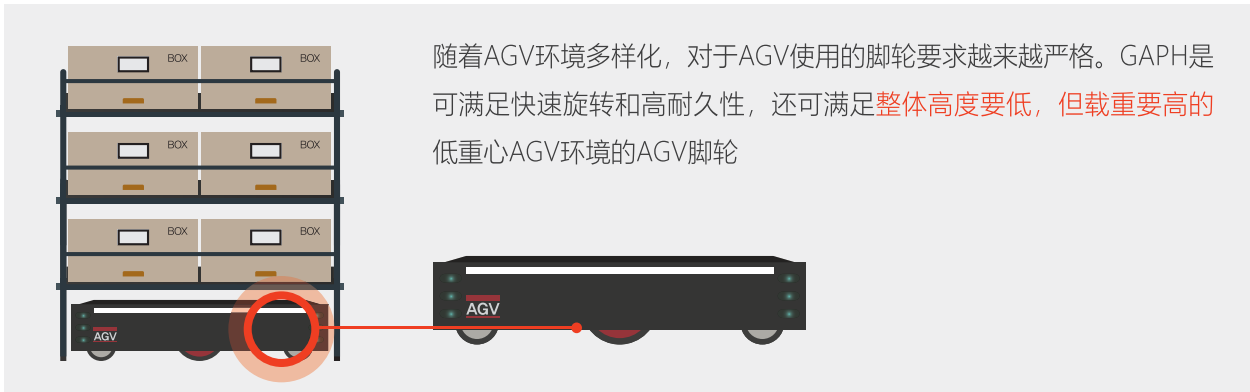 随着AGV环境多样化，对于AGV使用的脚轮要求越来越严格。GAPH是
可满足快速旋转和高耐久性，还可满足整体高度要低，但载重要高的
低重心AGV环境的AGV脚轮
BOX
BOX
BOX
BOX
BOX
BOX
AGV
AGV